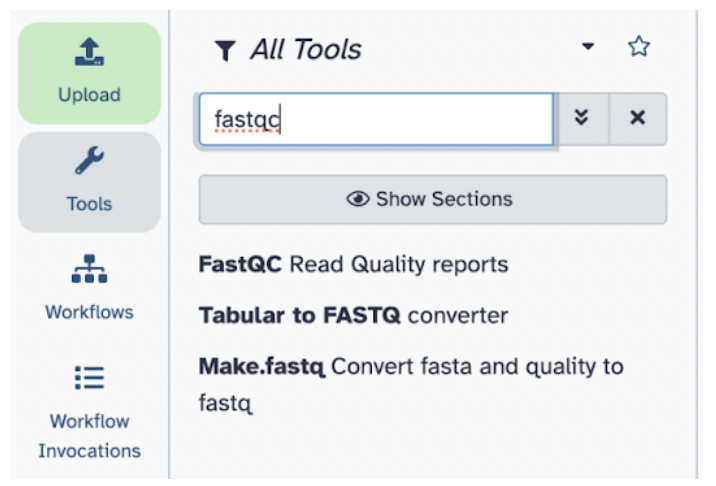 Upload
Tools
Workflows
Workflow
Invocations
All Tools
fastqc
Show Sections
FastQC Read Quality reports
Tabular to FASTQ converter
Make.fastq Convert fasta and quality to
fastq